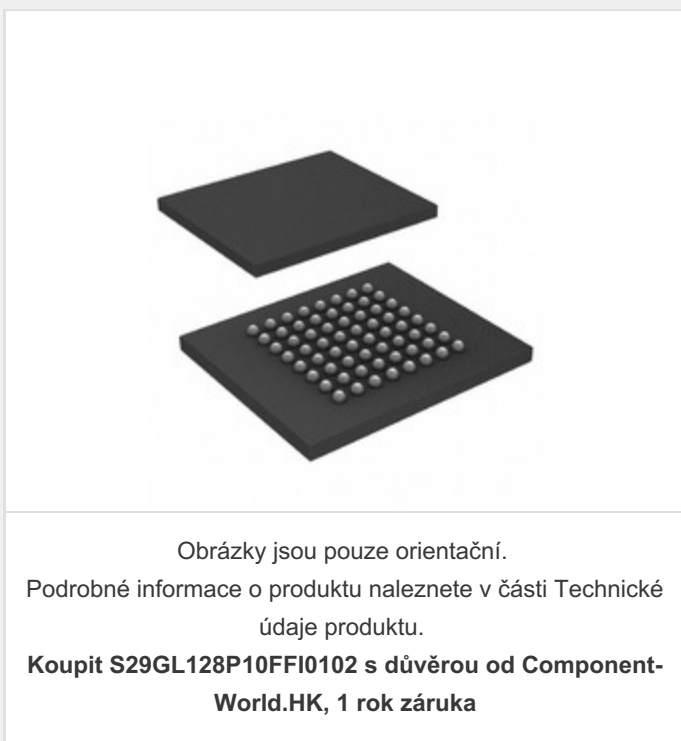 Obrázky jsou pouze orientační.
Podrobné informace o produktu naleznete v části Technické
údaje produktu.
Koupit S29GL128P10FFI0102 s důvěrou od Component-
World.HK, 1 rok záruka